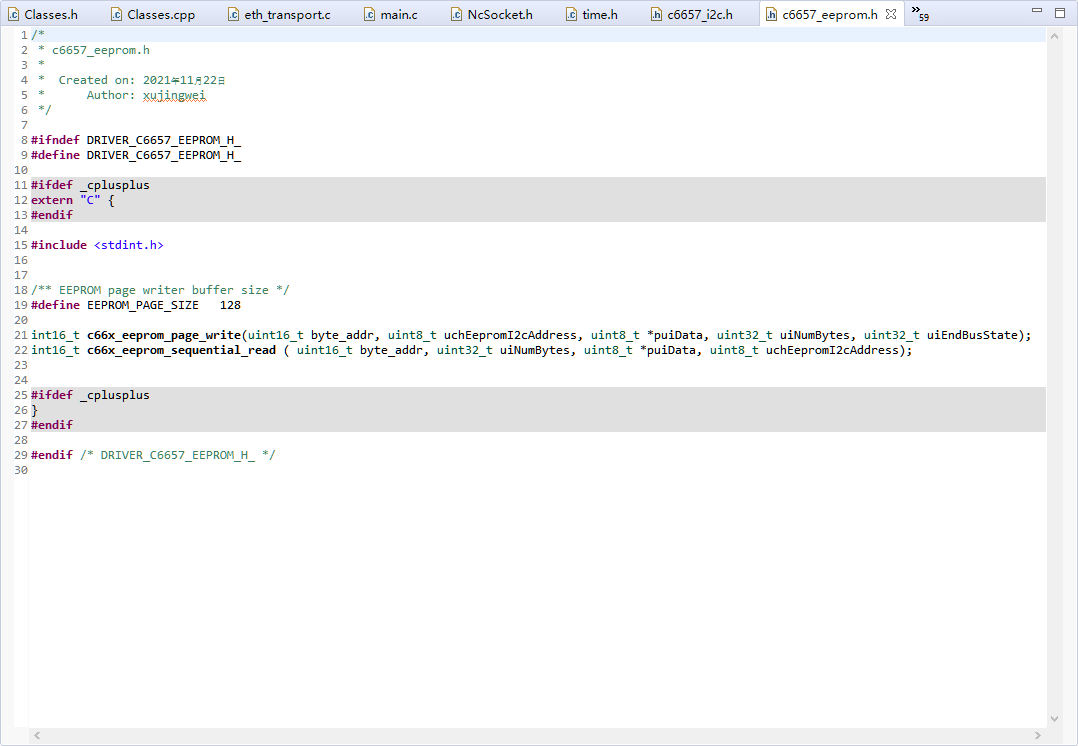 Classes.h Classes.cpp eth_transport.c main.c NcSocket.h time.h c6657_i2c.h c6657_eeprom.h »59
1 /*
2  * c6657_eeprom.h
3  *
4  *  Created on: 2021年11月22日
5  *      Author: xujingwei
6  */
7
8 #ifndef DRIVER_C6657_EEPROM_H_
9 #define DRIVER_C6657_EEPROM_H_
10
11 #ifdef _cplusplus
12 extern "C" {
13 #endif
14
15 #include <stdint.h>
16
17
18 /** EEPROM page writer buffer size */
19 #define EEPROM_PAGE_SIZE   128
20
21 int16_t c66x_eeprom_page_write(uint16_t byte_addr, uint8_t uchEepromI2cAddress, uint8_t *puiData, uint32_t uiNumBytes, uint32_t uiEndBusState);
22 int16_t c66x_eeprom_sequential_read ( uint16_t byte_addr, uint32_t uiNumBytes, uint8_t *puiData, uint8_t uchEepromI2cAddress);
23
24
25 #ifdef _cplusplus
26 }
27 #endif
28
29 #endif /* DRIVER_C6657_EEPROM_H_ */
30